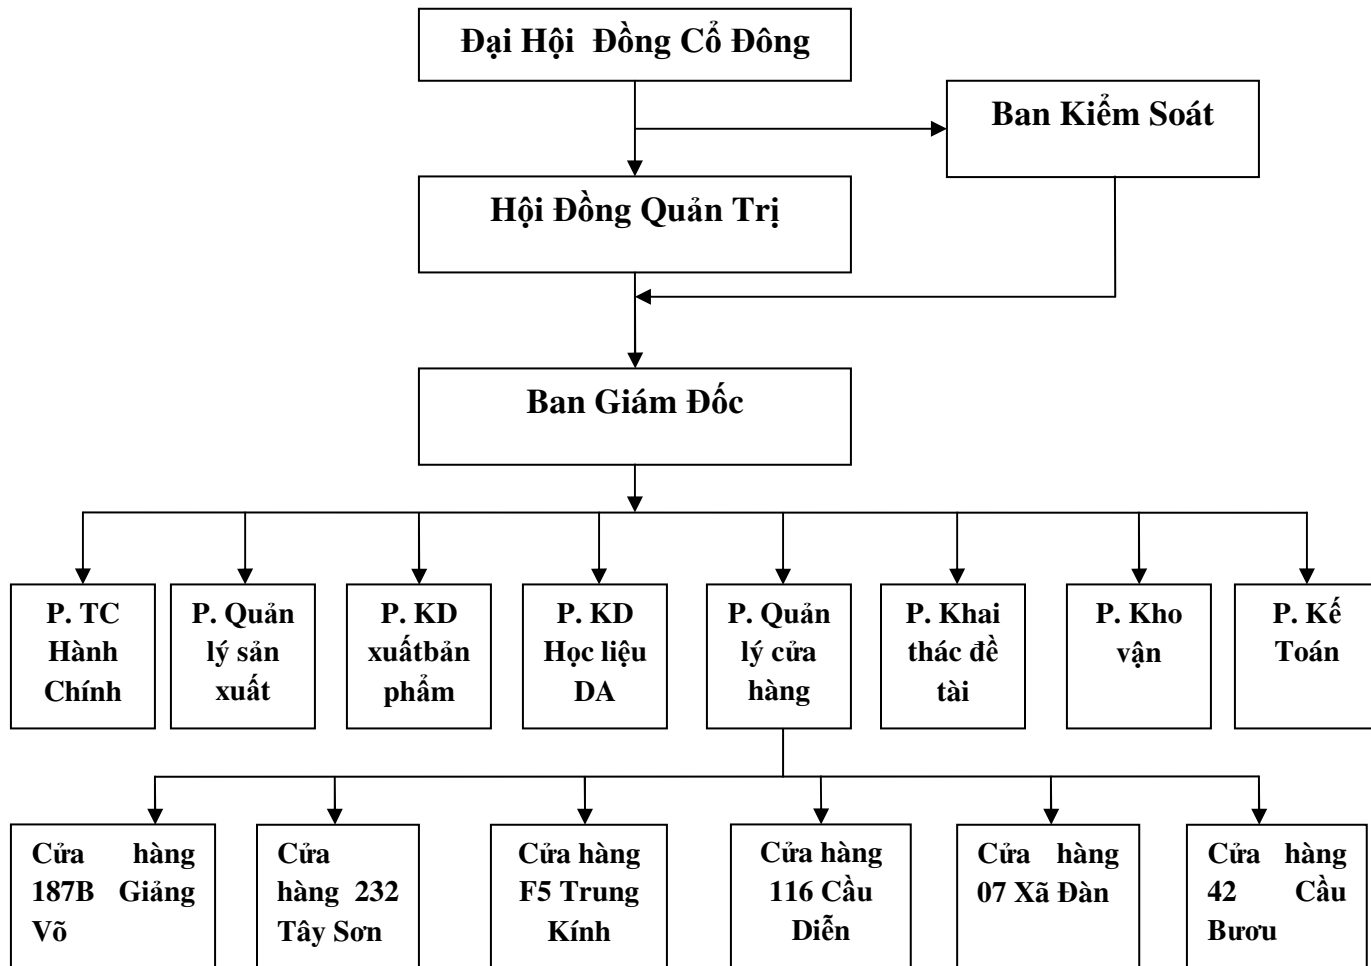 Đại Hội Đồng Cổ Đông
Ban Kiểm Soát
Hội Đồng Quản Trị
Ban Giám Đốc
P. TC
Hành
Chính
P. Quản
lý sản
xuất
P. KD
xuấtbản
phẩm
P. KD
Học liệu
DA
P. Quản
lý cửa
hàng
P. Khai
thác đề
tài
P. Kho
vận
P. Kế
Toán
Cửa hàng
187B Giảng
Võ
Cửa
hàng 232
Tây Sơn
Cửa hàng
F5 Trung
Kính
Cửa hàng
116 Cầu
Diễn
Cửa hàng
07 Xã Đàn
Cửa hàng
42 Cầu
Bươu